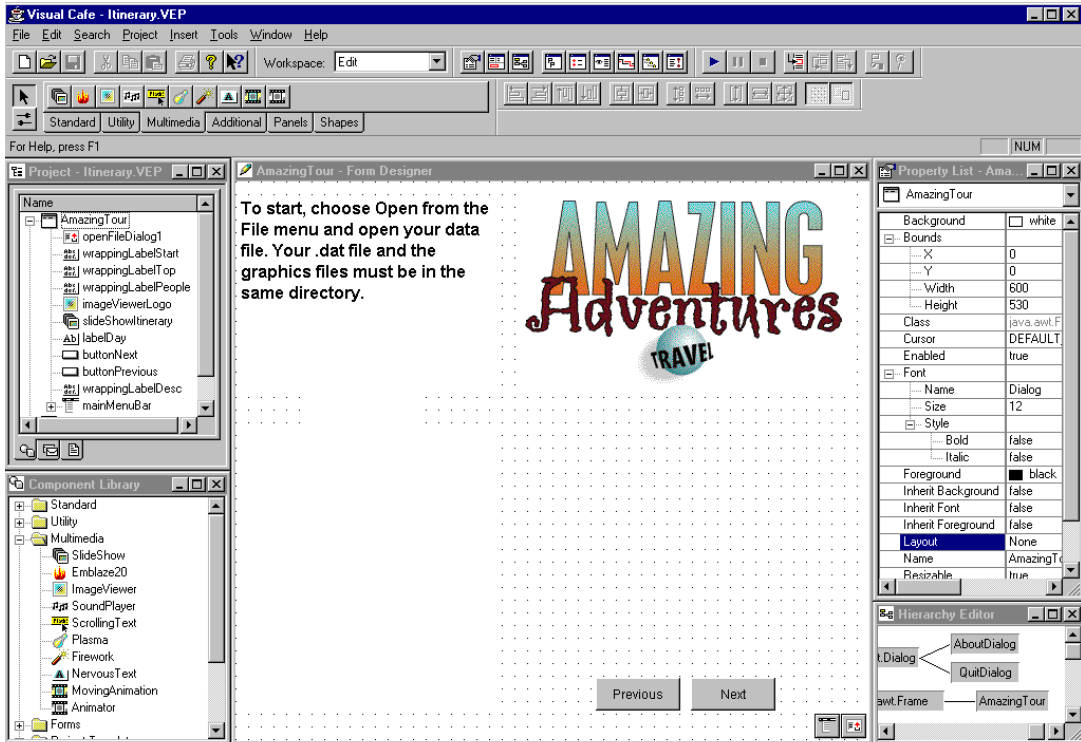 Visual Cafe - Itinerary.VEP
File Edit Search Project Insert Tools Window Help
Workspace: Edit
Standard Utility Multimedia Additional Panels Shapes
For Help, press F1
NUM
Project - Itinerary.VEP
Name
AmazingTour
openFileDialog1
wrappingLabelStart
wrappingLabelTop
wrappingLabelPeople
imageViewerLogo
slideShowItinerary
labelDay
buttonNext
buttonPrevious
wrappingLabelDesc
mainMenuBar
Component Library
Standard
Utility
Multimedia
SlideShow
Emblaze20
ImageViewer
SoundPlayer
ScrollingText
Plasma
Firework
NervousText
MovingAnimation
Animator
Forms
AmazingTour - Form Designer
To start, choose Open from the
File menu and open your data
file. Your .dat file and the
graphics files must be in the
same directory.
AMAZING
Adventures
TRAVEL
Previous Next
Property List - Ama...
AmazingTour
Background white
Bounds
X 0
Y 0
Width 600
Height 530
Class java.awt.F
Cursor DEFAULT_
Enabled true
Font
Name Dialog
Size 12
Style
Bold false
Italic false
Foreground black
Inherit Background false
Inherit Font false
Inherit Foreground false
Layout None
Name AmazingTo
Resizable true
Hierarchy Editor
t.Dialog
AboutDialog
QuitDialog
awt.Frame
AmazingTour